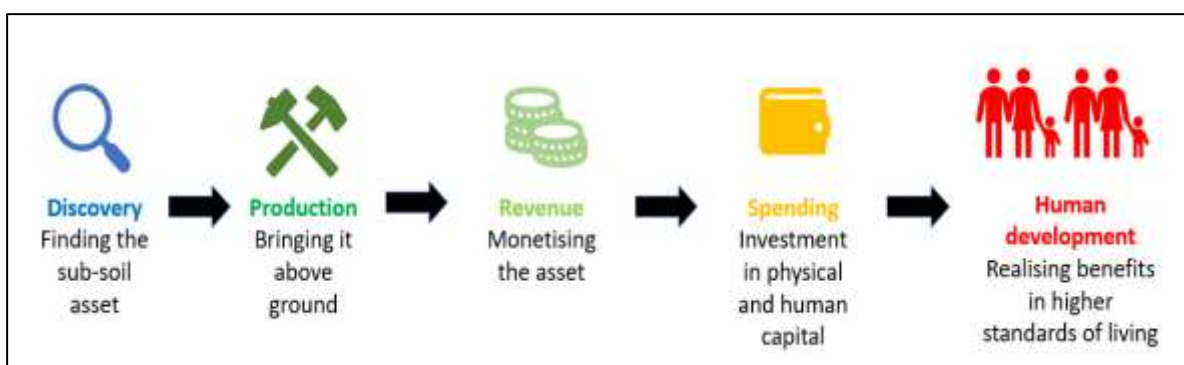 Discovery
Finding the
sub-soil
asset
Production
Bringing it
above
ground
Revenue
Monetising
the asset
Spending
Investment
in physical
and human
capital
Human
development
Realising benefits
in higher
standards of living